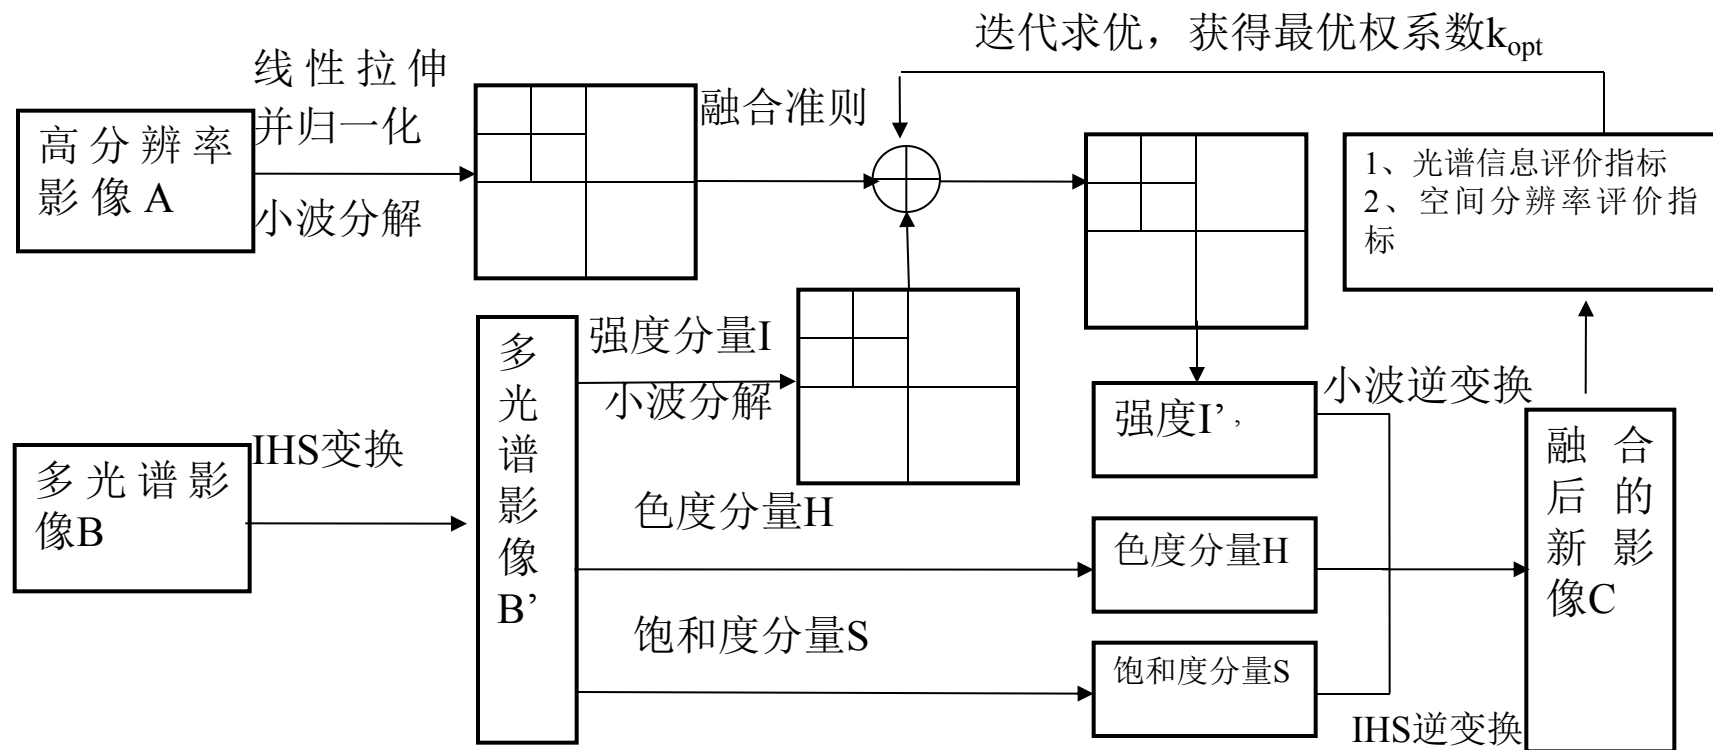 迭代求优，获得最优权系数kopt
线性拉伸
并归一化
融合准则
高分辨率
影像A
小波分解
1、光谱信息评价指标
2、空间分辨率评价指
标
强度分量I
小波分解
多
光
谱
影
像
B’
强度I’，
小波逆变换
IHS变换
多光谱影
像B
色度分量H
色度分量H
融合
后的
新影
像C
饱和度分量S
饱和度分量S
IHS逆变换